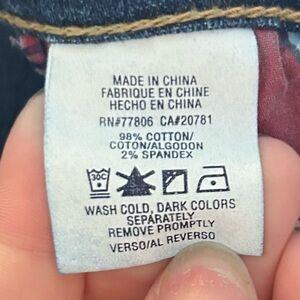 MADE IN CHINA
FABRIQUE EN CHINE
HECHO EN CHINA
RN#77806 CA#20781
98% COTTON/
COTON/ALGODON
2% SPANDEX
30C
WASH COLD, DARK COLORS
SEPARATELY
REMOVE PROMPTLY
VERSO/AL REVERSO